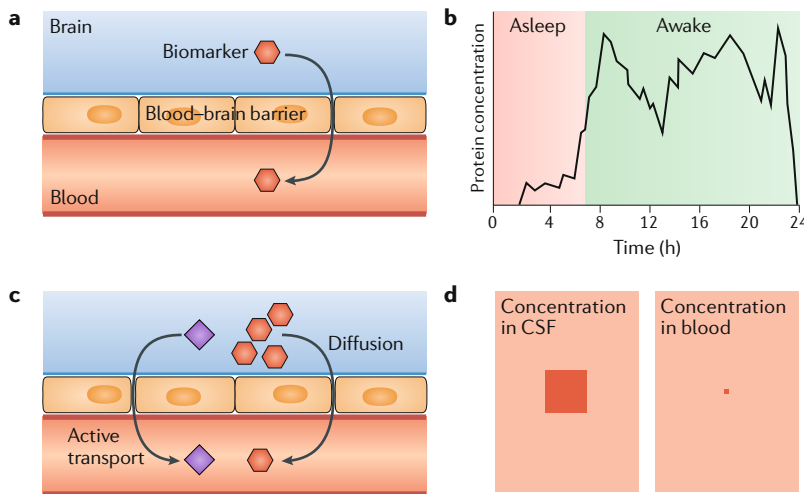 a
Brain
Biomarker
Blood–brain barrier
Blood
b
Asleep
Awake
Protein concentration
0
4
8
12
16
20
24
Time (h)
c
Diffusion
Active
transport
d
Concentration
in CSF
Concentration
in blood